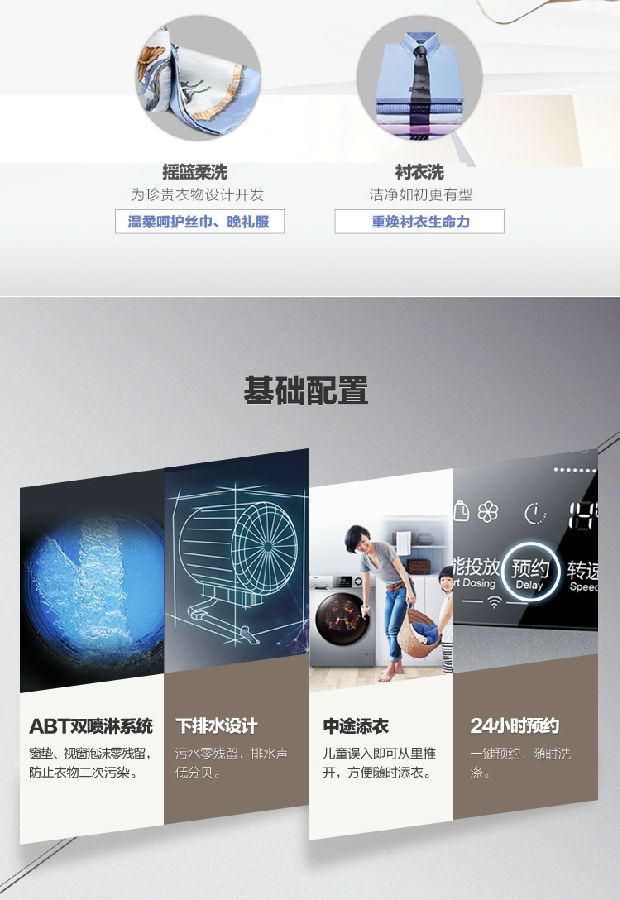 摇篮柔洗
为珍贵衣物设计开发
温柔呵护丝巾、晚礼服
衬衣洗
洁净如初更有型
重焕衬衣生命力
基础配置
能投放
预约
转速
rt Dosing
Delay
Speed
ABT双喷淋系统
窗垫、视窗泡沫零残留,
防止衣物二次污染。
下排水设计
污水零残留,排水声
低分贝。
中途添衣
儿童误入即可从里推
开,方便随时添衣。
24小时预约
一键预约,随时洗
涤。